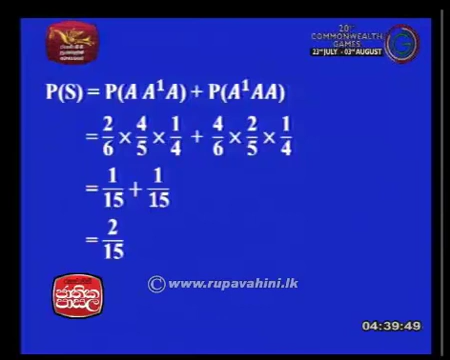 20th
COMMONWEALTH
GAMES
23rd JULY - 03rd AUGUST
P(S) = P(A A¹A) + P(A¹AA)
= 2/6 × 4/5 × 1/4 + 4/6 × 2/5 × 1/4
= 1/15 + 1/15
= 2/15
ජාතික
පාසල
© www.rupavahini.lk
04:39:49